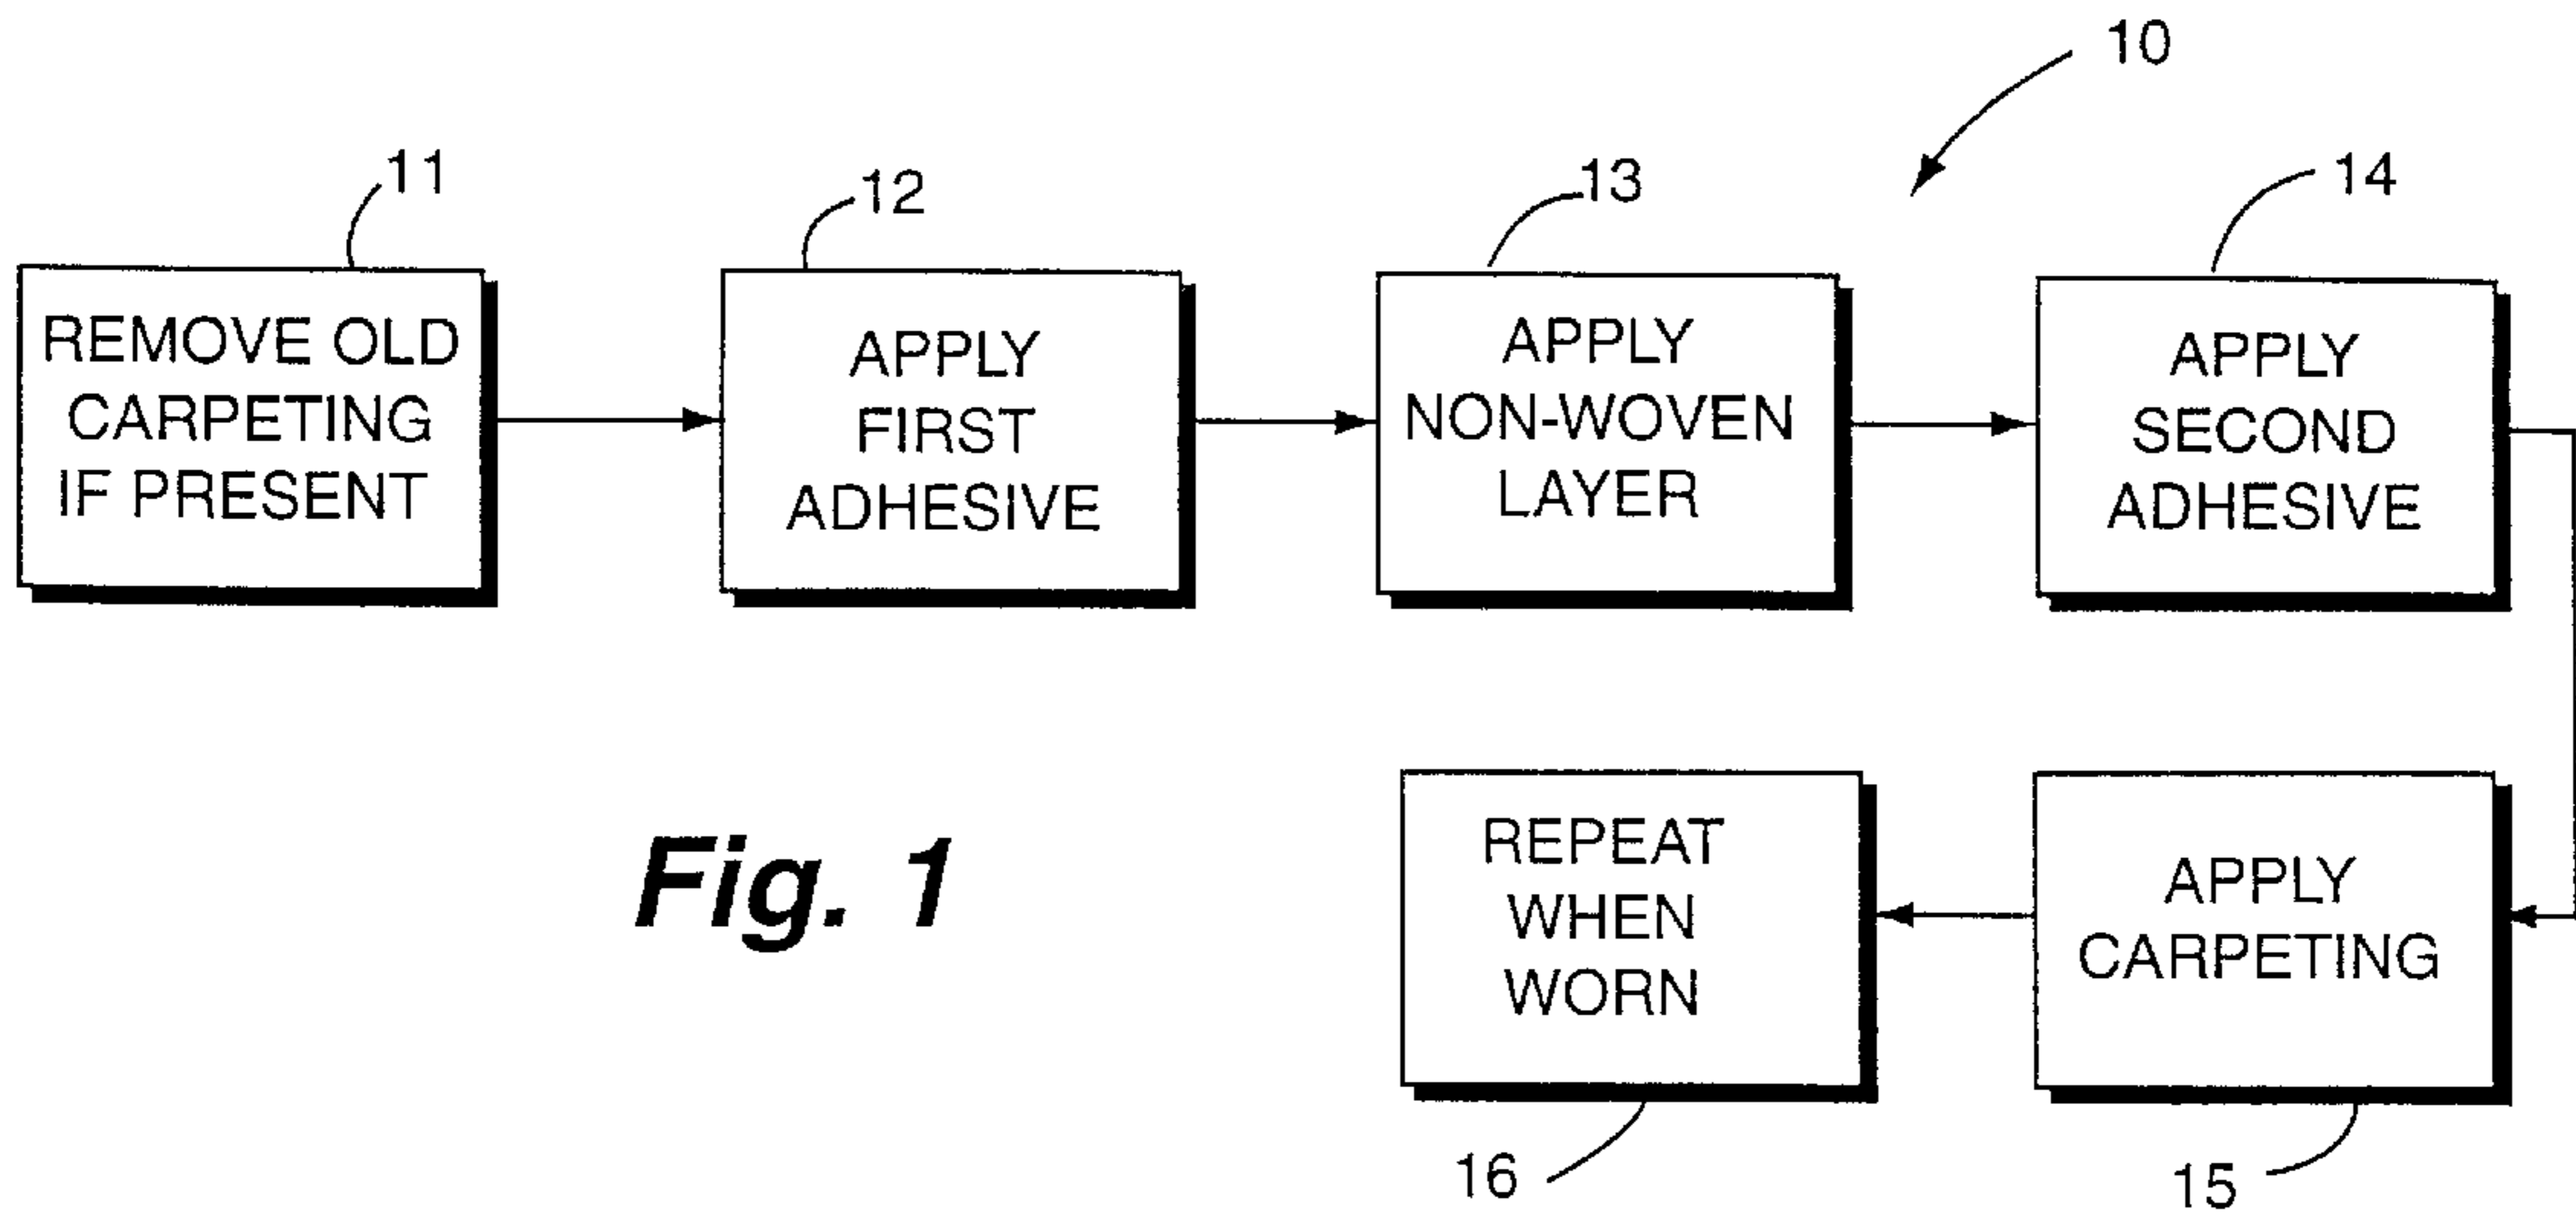 10
11
REMOVE OLD
CARPETING
IF PRESENT
12
APPLY
FIRST
ADHESIVE
13
APPLY
NON-WOVEN
LAYER
14
APPLY
SECOND
ADHESIVE
APPLY
CARPETING
15
REPEAT
WHEN
WORN
16
Fig. 1